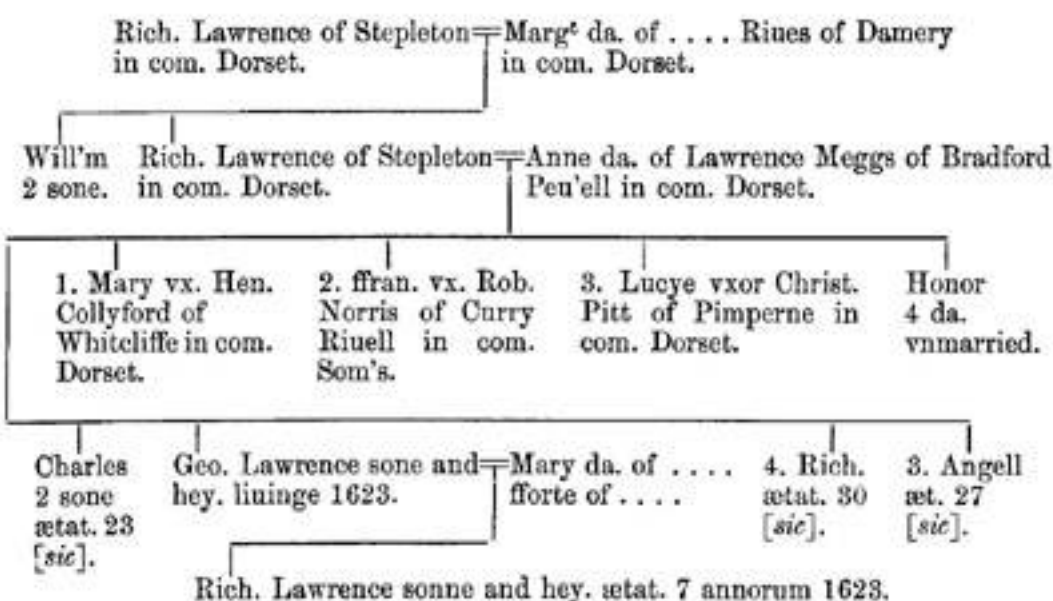 Rich. Lawrence of Stepleton=Margt da. of . . . . Riues of Damery
in com. Dorset. in com. Dorset.
Will'm Rich. Lawrence of Stepleton=Anne da. of Lawrence Meggs of Bradford
2 sone. in com. Dorset. Peu'ell in com. Dorset.
1. Mary vx. Hen. 2. ffran. vx. Rob. 3. Lucye vxor Christ. Honor
Collyford of Norris of Curry Pitt of Pimperne in 4 da.
Whitcliffe in com. Riuell in com. com. Dorset. vnmarried.
Dorset. Som's.
Charles Geo. Lawrence sone and=Mary da. of . . . . 4. Rich. 3. Angell
2 sone hey. liuinge 1623. fforte of . . . . ætat. 30 æt. 27
ætat. 23 [sic]. [sic].
[sic].
Rich. Lawrence sonne and hey. ætat. 7 annorum 1623.